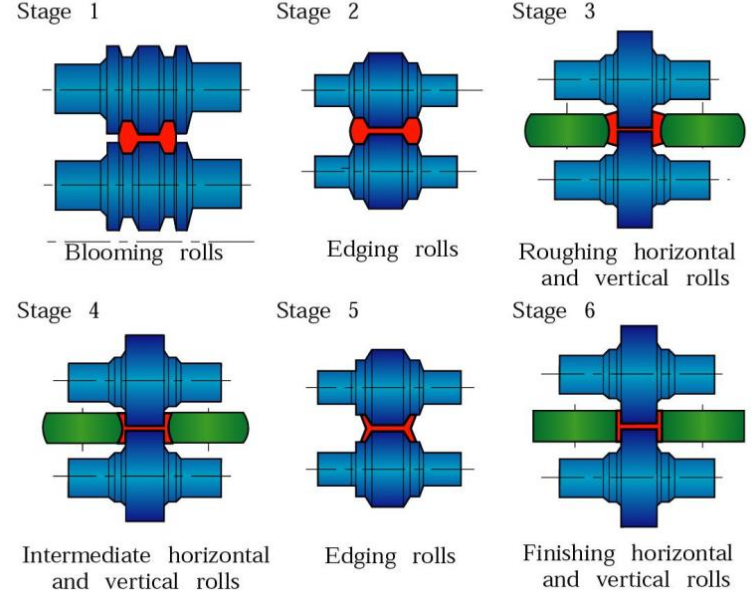 Stage 1
Stage 2
Stage 3
Blooming rolls
Edging rolls
Roughing horizontal
and vertical rolls
Stage 4
Stage 5
Stage 6
Intermediate horizontal
and vertical rolls
Edging rolls
Finishing horizontal
and vertical rolls